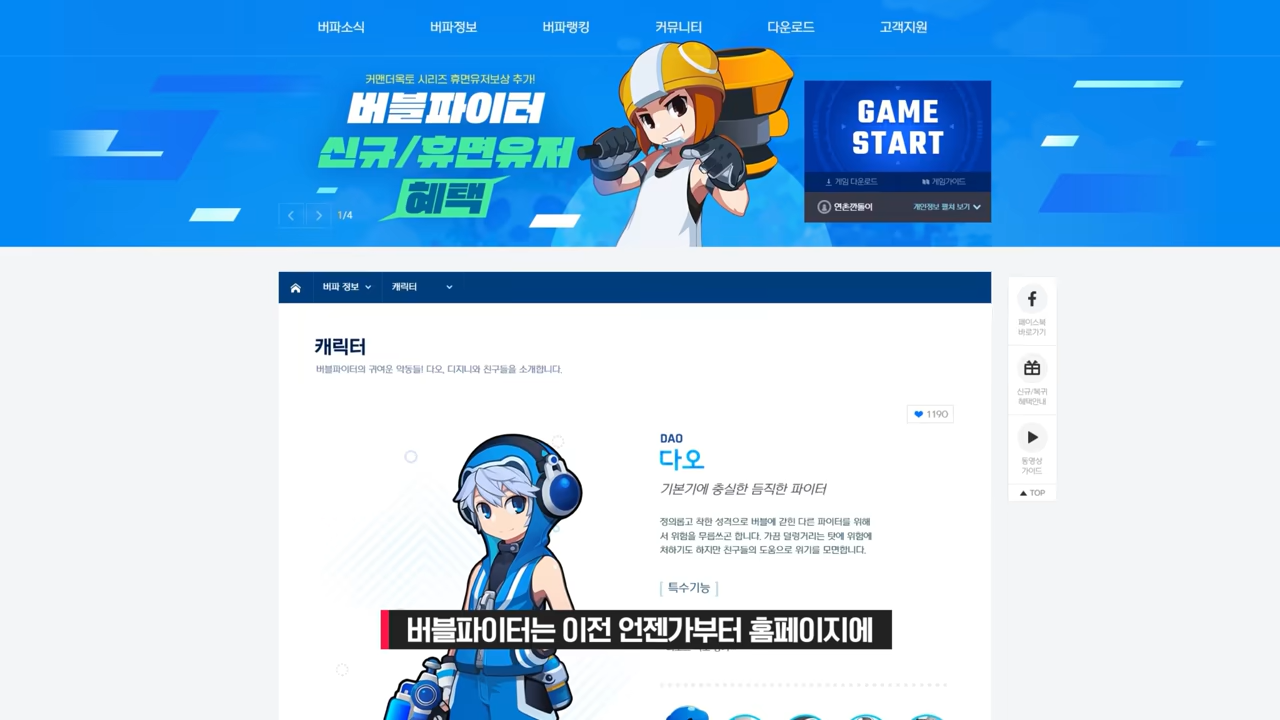 버파소식 버파정보 버파랭킹 커뮤니티 다운로드 고객지원
커맨더옥토 시리즈 휴면유저보상 추가!
버블파이터
신규/휴면유저
혜택
1/4
GAME
START
게임 다운로드 게임가이드
연촌깐돌이 개인정보 펼쳐 보기
버파 정보 캐릭터
캐릭터
버블파이터의 귀여운 악동들! 다오, 디지니와 친구들을 소개합니다.
페이스북
바로가기
신규/복귀
혜택안내
동영상
가이드
▲ TOP
1190
DAO
다오
기본기에 충실한 듬직한 파이터
정의롭고 착한 성격으로 버블에 갇힌 다른 파이터를 위해
서 위험을 무릅쓰곤 합니다. 가끔 덜렁거리는 탓에 위험에
처하기도 하지만 친구들의 도움으로 위기를 모면합니다.
[ 특수기능 ]
버블파이터는 이전 언젠가부터 홈페이지에